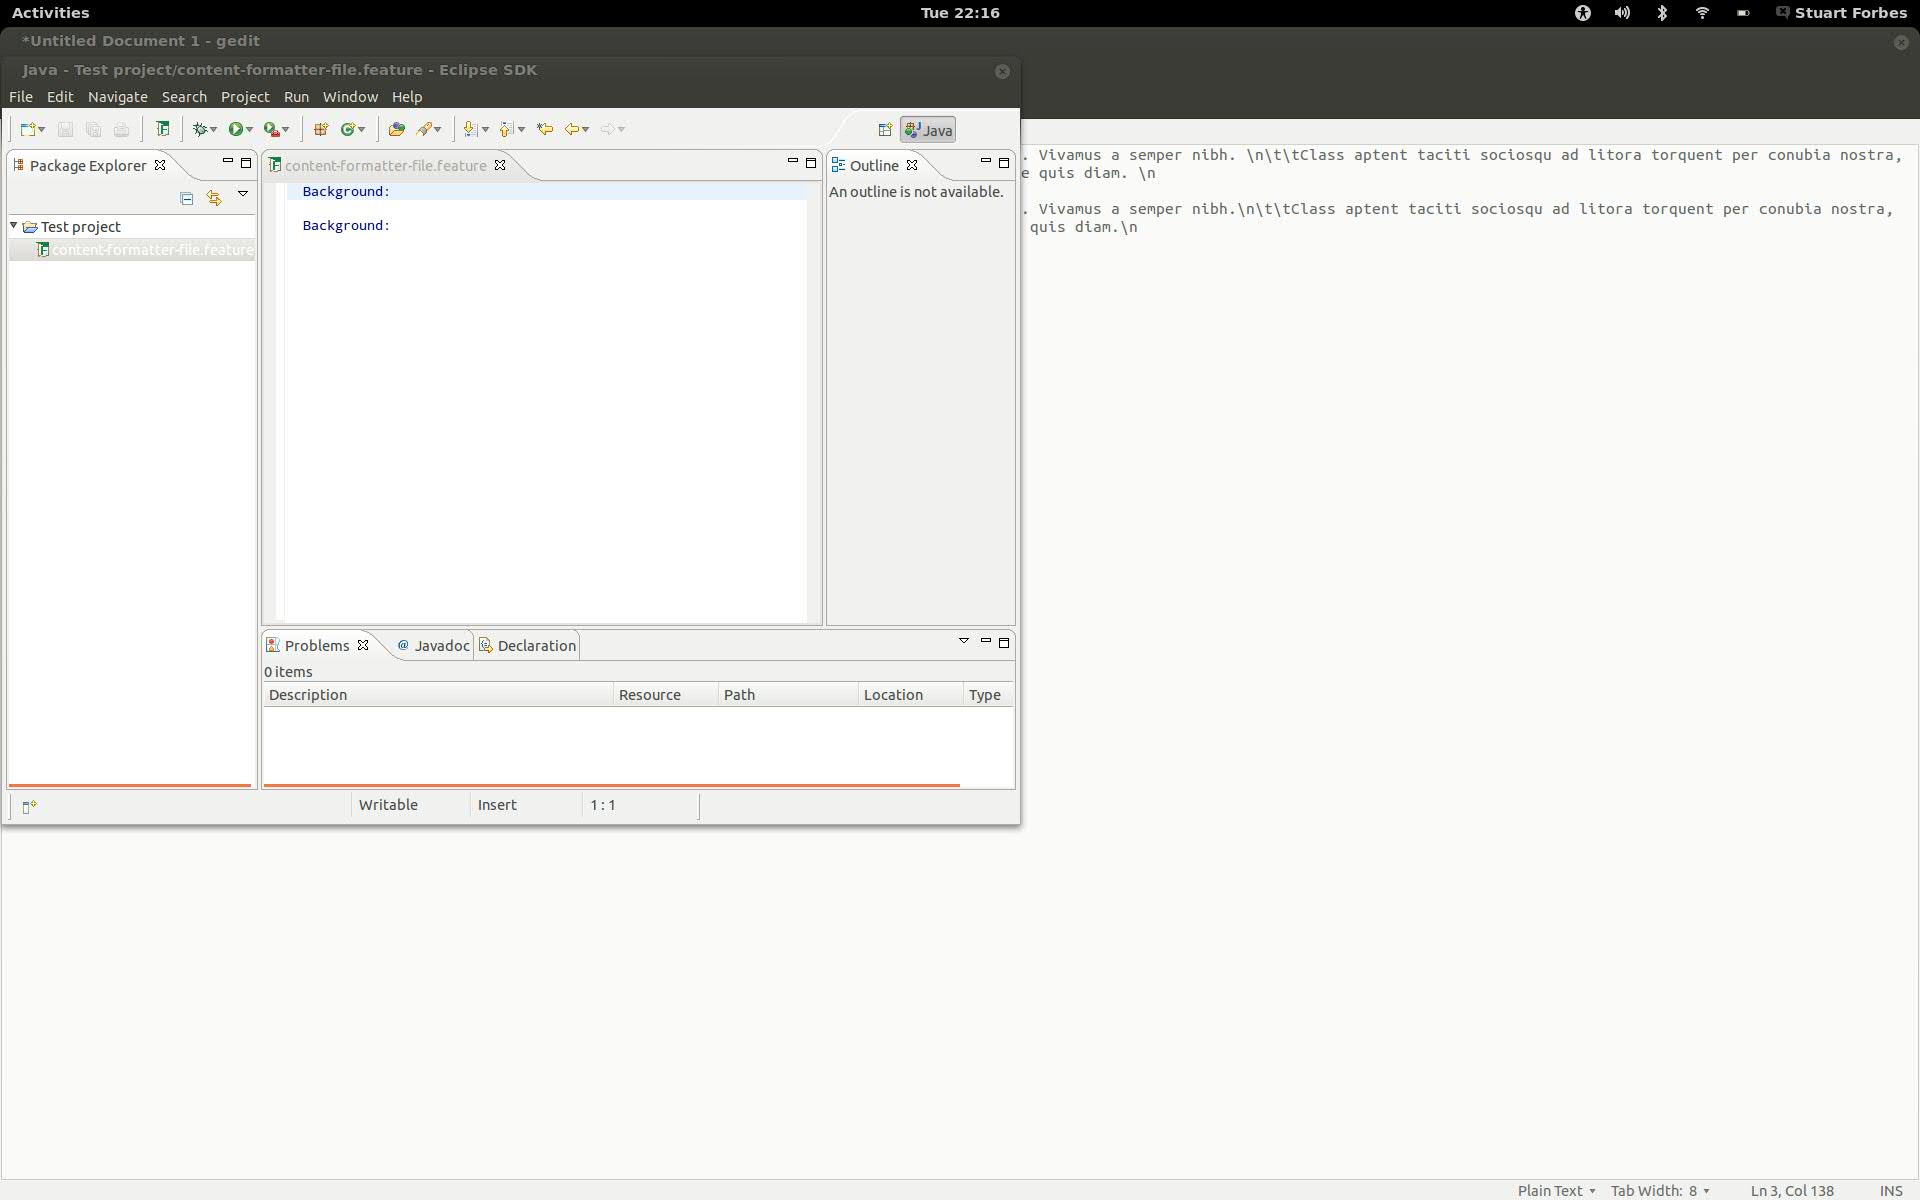 Activities
Tue 22:16
Stuart Forbes
*Untitled Document 1 - gedit
Java - Test project/content-formatter-file.feature - Eclipse SDK
File Edit Navigate Search Project Run Window Help
Java
Package Explorer
content-formatter-file.feature
Outline
. Vivamus a semper nibh. \n\t\tClass aptent taciti sociosqu ad litora torquent per conubia nostra,
e quis diam. \n
. Vivamus a semper nibh.\n\t\tClass aptent taciti sociosqu ad litora torquent per conubia nostra,
quis diam.\n
Background:
An outline is not available.
Background:
Test project
content-formatter-file.feature
Problems
@ Javadoc
Declaration
0 items
Description Resource Path Location Type
Writable Insert 1 : 1
Plain Text Tab Width: 8 Ln 3, Col 138 INS